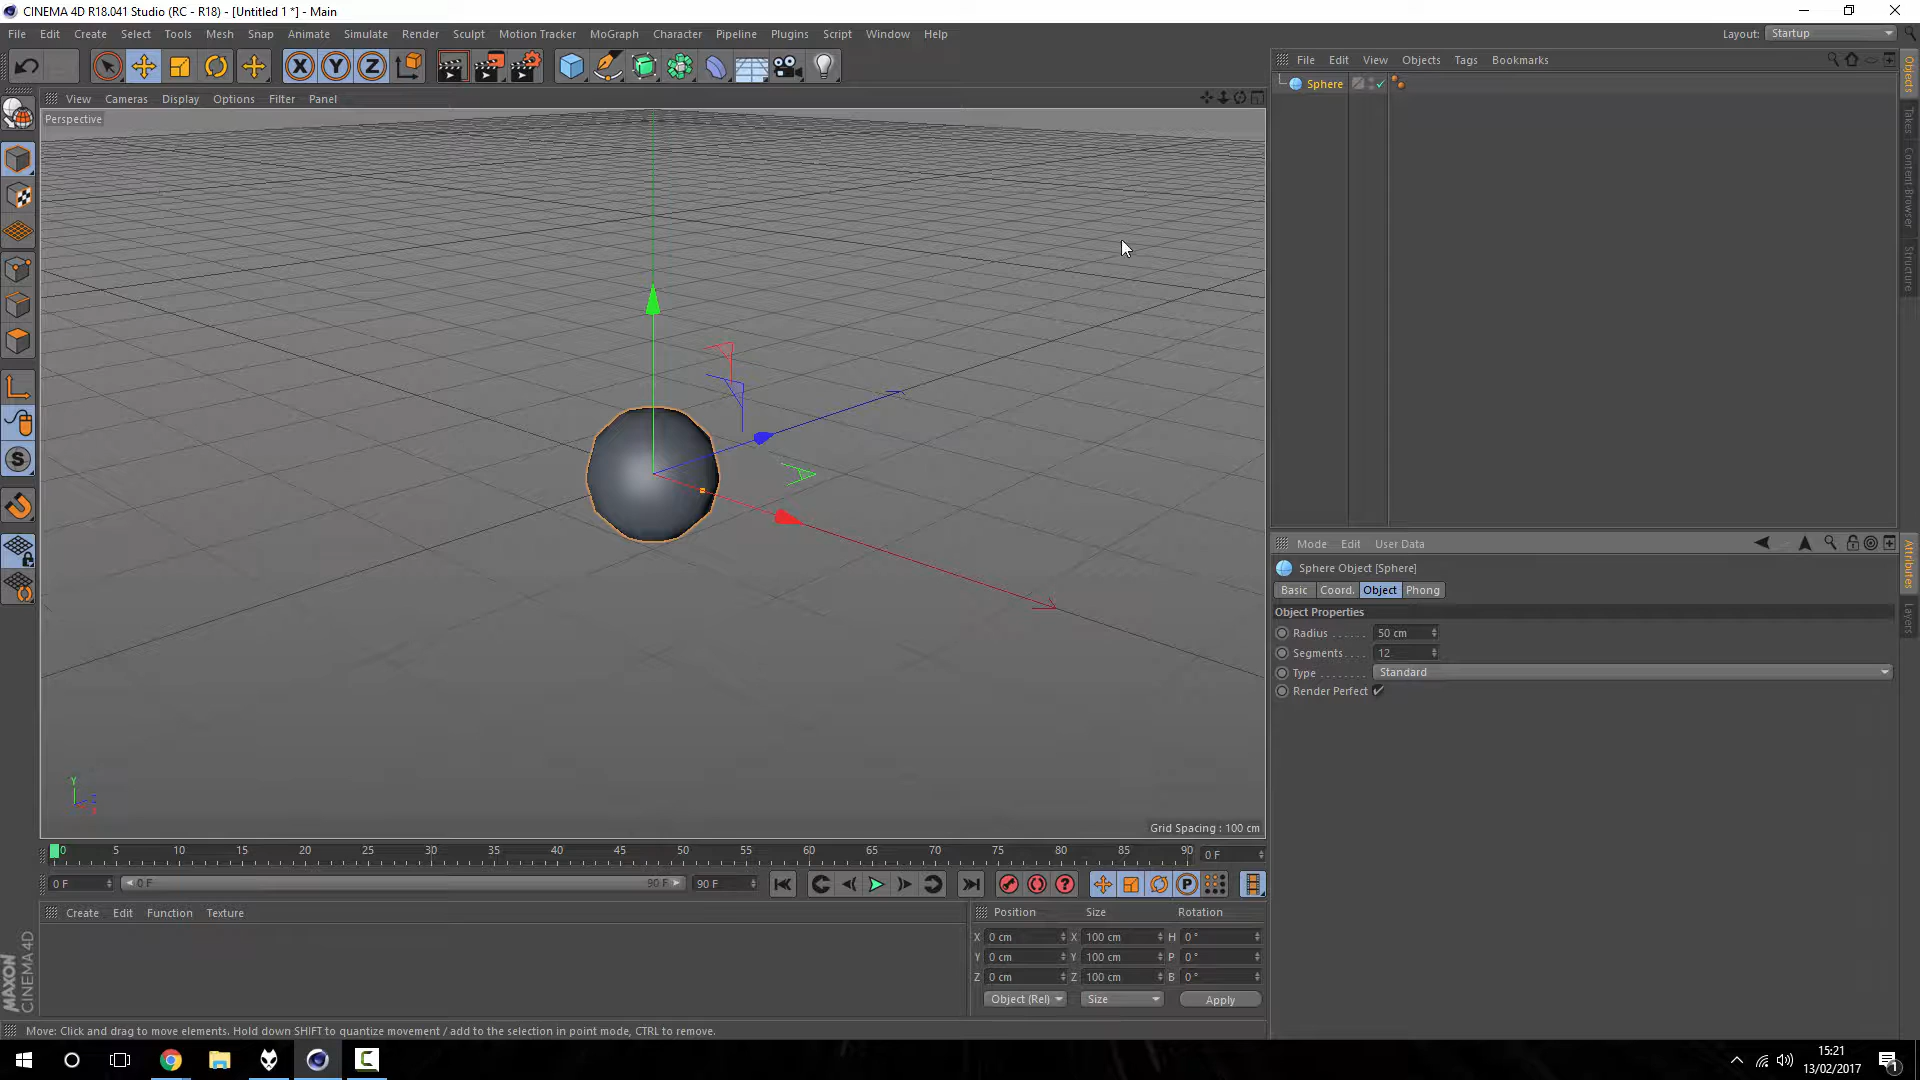 CINEMA 4D R18.041 Studio (RC - R18) - [Untitled 1 *] - Main
File Edit Create Select Tools Mesh Snap Animate Simulate Render Sculpt Motion Tracker MoGraph Character Pipeline Plugins Script Window Help
Layout: Startup
X Y Z
File Edit View Objects Tags Bookmarks
Sphere
View Cameras Display Options Filter Panel
Perspective
Y
Z
X
Grid Spacing : 100 cm
Objects
Takes
Content Browser
Structure
Mode Edit User Data
Sphere Object [Sphere]
Basic Coord. Object Phong
Object Properties
Radius . . . . . . 50 cm
Segments . . . . 12
Type . . . . . . . . Standard
Render Perfect
Attributes
Layers
0 5 10 15 20 25 30 35 40 45 50 55 60 65 70 75 80 85 90
0 F
0 F 0 F 90 F 90 F
P
Create Edit Function Texture
Position Size Rotation
X 0 cm X 100 cm H 0 °
Y 0 cm Y 100 cm P 0 °
Z 0 cm Z 100 cm B 0 °
Object (Rel) Size Apply
MAXON
CINEMA 4D
Move: Click and drag to move elements. Hold down SHIFT to quantize movement / add to the selection in point mode, CTRL to remove.
15:21
13/02/2017
1